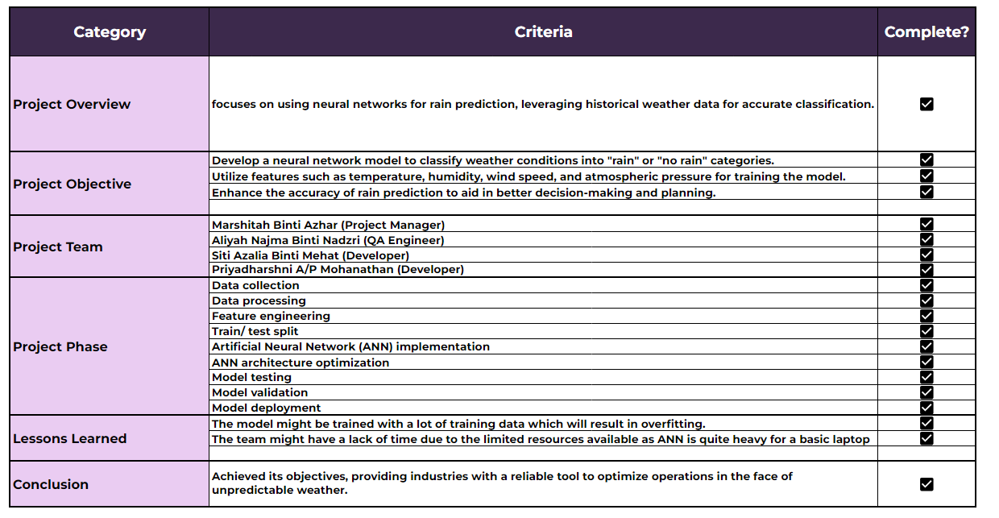 Category Criteria Complete?
Project Overview
focuses on using neural networks for rain prediction, leveraging historical weather data for accurate classification.
Project Objective
Develop a neural network model to classify weather conditions into "rain" or "no rain" categories.
Utilize features such as temperature, humidity, wind speed, and atmospheric pressure for training the model.
Enhance the accuracy of rain prediction to aid in better decision-making and planning.
Project Team
Marshitah Binti Azhar (Project Manager)
Aliyah Najma Binti Nadzri (QA Engineer)
Siti Azalia Binti Mehat (Developer)
Priyadharshni A/P Mohanathan (Developer)
Project Phase
Data collection
Data processing
Feature engineering
Train/ test split
Artificial Neural Network (ANN) implementation
ANN architecture optimization
Model testing
Model validation
Model deployment
Lessons Learned
The model might be trained with a lot of training data which will result in overfitting.
The team might have a lack of time due to the limited resources available as ANN is quite heavy for a basic laptop
Conclusion
Achieved its objectives, providing industries with a reliable tool to optimize operations in the face of
unpredictable weather.